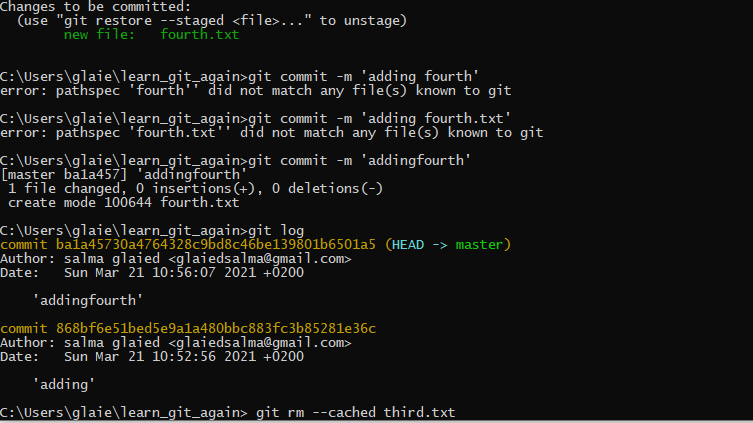 Changes to be committed:
  (use "git restore --staged <file>..." to unstage)
        new file:   fourth.txt
C:\Users\glaie\learn_git_again>git commit -m 'adding fourth'
error: pathspec 'fourth'' did not match any file(s) known to git
C:\Users\glaie\learn_git_again>git commit -m 'adding fourth.txt'
error: pathspec 'fourth.txt'' did not match any file(s) known to git
C:\Users\glaie\learn_git_again>git commit -m 'addingfourth'
[master ba1a457] 'addingfourth'
 1 file changed, 0 insertions(+), 0 deletions(-)
 create mode 100644 fourth.txt
C:\Users\glaie\learn_git_again>git log
commit ba1a45730a4764328c9bd8c46be139801b6501a5 (HEAD -> master)
Author: salma glaied <glaiedsalma@gmail.com>
Date:   Sun Mar 21 10:56:07 2021 +0200
    'addingfourth'
commit 868bf6e51bed5e9a1a480bbc883fc3b85281e36c
Author: salma glaied <glaiedsalma@gmail.com>
Date:   Sun Mar 21 10:52:56 2021 +0200
    'adding'
C:\Users\glaie\learn_git_again> git rm --cached third.txt